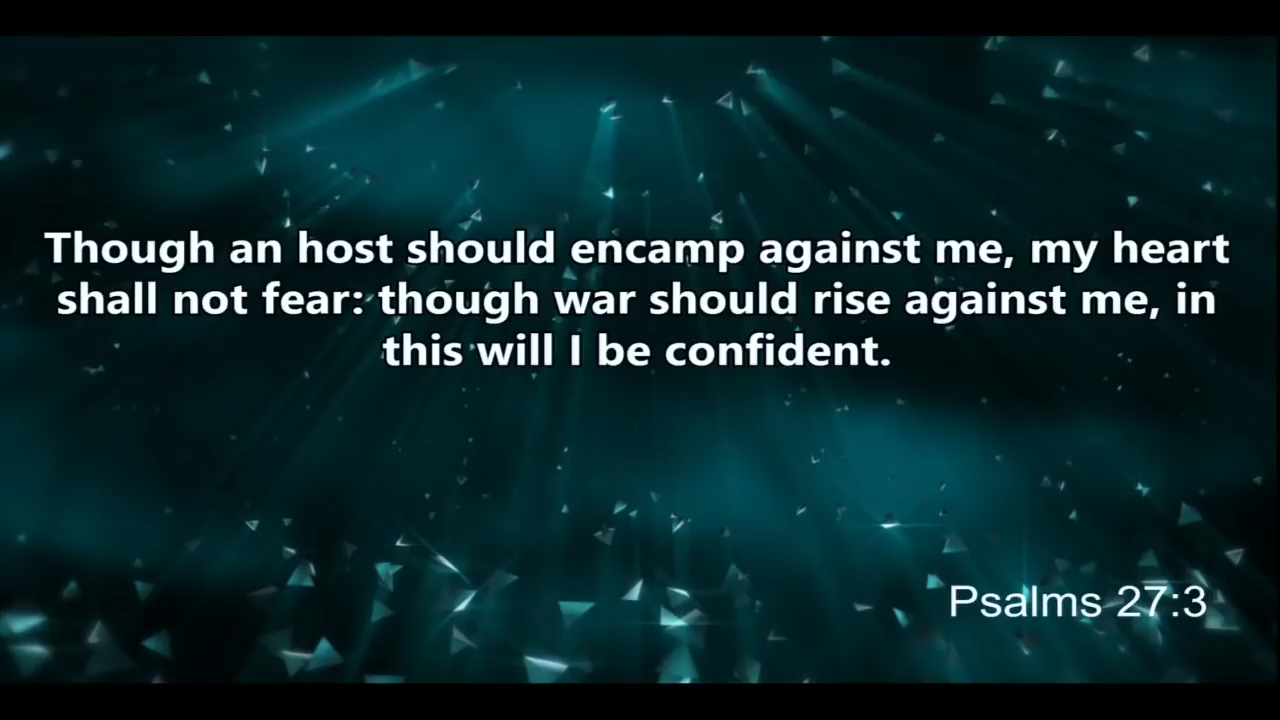 Though an host should encamp against me, my heart
shall not fear: though war should rise against me, in
this will I be confident.
Psalms 27:3